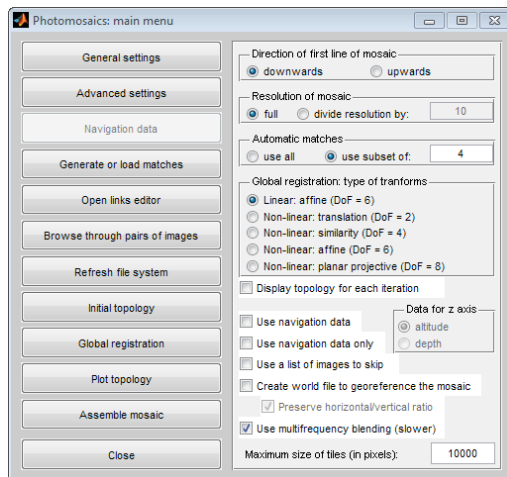 Photomosaics: main menu
General settings
Advanced settings
Navigation data
Generate or load matches
Open links editor
Browse through pairs of images
Refresh file system
Initial topology
Global registration
Plot topology
Assemble mosaic
Close
Direction of first line of mosaic
downwards upwards
Resolution of mosaic
full divide resolution by: 10
Automatic matches
use all use subset of: 4
Global registration: type of tranforms
Linear: affine (DoF = 6)
Non-linear: translation (DoF = 2)
Non-linear: similarity (DoF = 4)
Non-linear: affine (DoF = 6)
Non-linear: planar projective (DoF = 8)
Display topology for each iteration
Data for z axis
altitude
depth
Use navigation data
Use navigation data only
Use a list of images to skip
Create world file to georeference the mosaic
Preserve horizontal/vertical ratio
Use multifrequency blending (slower)
Maximum size of tiles (in pixels): 10000